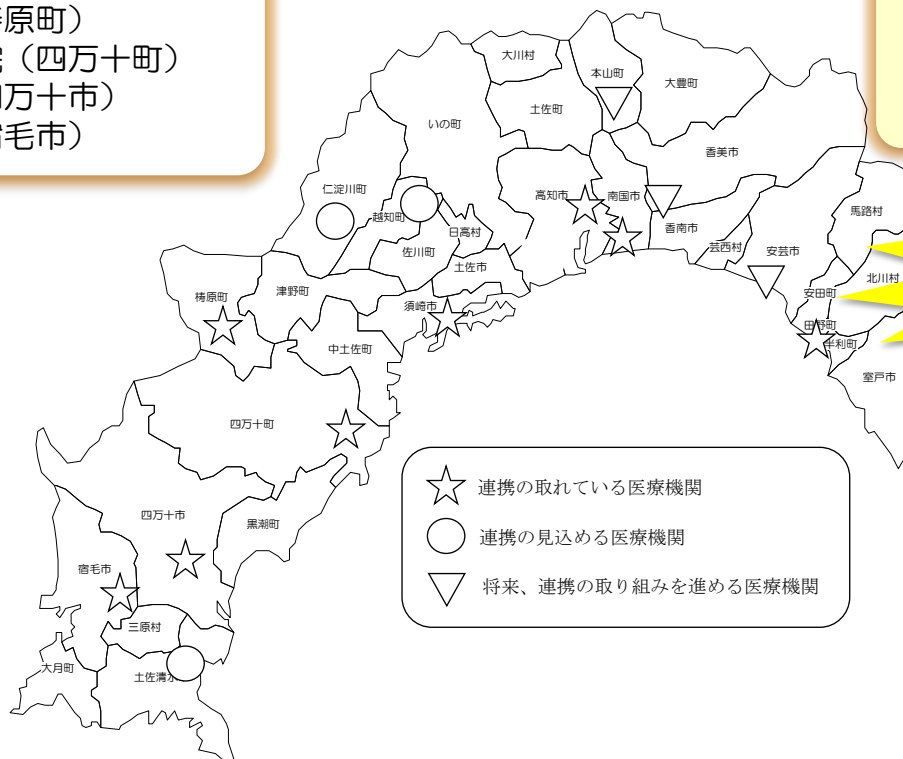 原町）
（四万十町）
万十市）
毛市）
大川村
本山町
大豊町
土佐町
いの町
香美市
仁淀川町
越知町
高知市
南国市
馬路村
日高村
香南市
芸西村
安芸市
佐川町
土佐市
北川村
梼原町
津野町
須崎市
安田町
中土佐町
田野町
半利町
室戸市
四万十町
四万十市
黒潮町
宿毛市
三原村
大月町
土佐清水
連携の取れている医療機関
連携の見込める医療機関
将来、連携の取り組みを進める医療機関